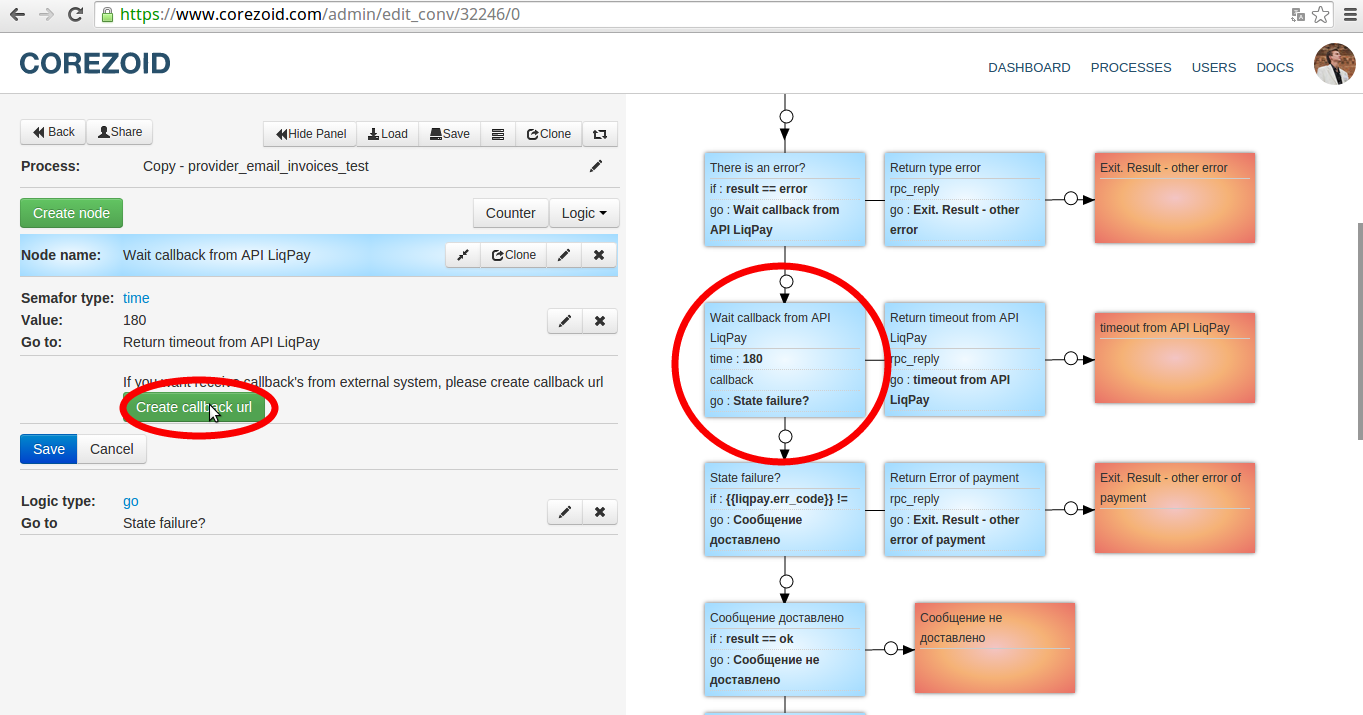 https://www.corezoid.com/admin/edit_conv/32246/0
COREZOID
DASHBOARD PROCESSES USERS DOCS
Back Share Hide Panel Load Save Clone
Process: Copy - provider_email_invoices_test
Create node Counter Logic
Node name: Wait callback from API LiqPay Clone
Semafor type: time
Value: 180
Go to: Return timeout from API LiqPay
If you want receive callback's from external system, please create callback url
Create callback url
Save Cancel
Logic type: go
Go to State failure?
There is an error?
if : result == error
go : Wait callback from
API LiqPay
Return type error
rpc_reply
go : Exit. Result - other
error
Exit. Result - other error
Wait callback from API
LiqPay
time : 180
callback
go : State failure?
Return timeout from API
LiqPay
rpc_reply
go : timeout from API
LiqPay
timeout from API LiqPay
State failure?
if : {{liqpay.err_code}} !=
go : Сообщение
доставлено
Return Error of payment
rpc_reply
go : Exit. Result - other
error of payment
Exit. Result - other error of
payment
Сообщение доставлено
if : result == ok
go : Сообщение не
доставлено
Сообщение не
доставлено